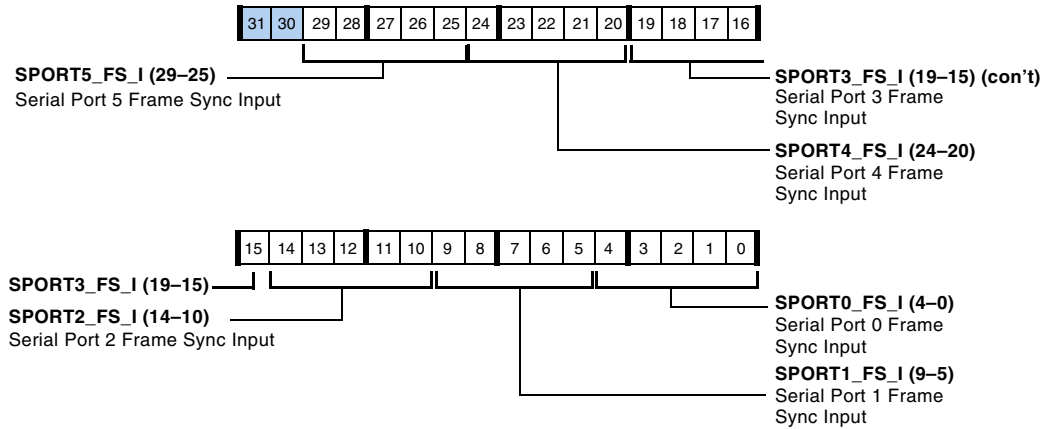 31 30 29 28 27 26 25 24 23 22 21 20 19 18 17 16
SPORT5_FS_I (29–25)
Serial Port 5 Frame Sync Input
SPORT3_FS_I (19–15) (con't)
Serial Port 3 Frame
Sync Input
SPORT4_FS_I (24–20)
Serial Port 4 Frame
Sync Input
15 14 13 12 11 10 9 8 7 6 5 4 3 2 1 0
SPORT3_FS_I (19–15)
SPORT2_FS_I (14–10)
Serial Port 2 Frame Sync Input
SPORT0_FS_I (4–0)
Serial Port 0 Frame
Sync Input
SPORT1_FS_I (9–5)
Serial Port 1 Frame
Sync Input